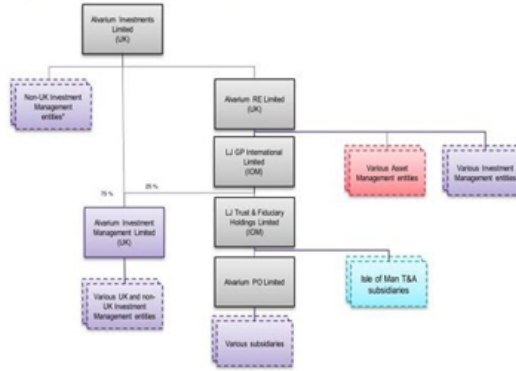 Alvarium Investments
Limited
(UK)
Non-UK Investment
Management
entities*
Alvarium RE Limited
(UK)
LJ GP International
Limited
(IOM)
Various Asset
Management entities
Various Investment
Management entities
75 %
25 %
Alvarium Investment
Management Limited
(UK)
LJ Trust & Fiduciary
Holdings Limited
(IOM)
Various UK and non-
UK Investment
Management entities
Alvarium PO Limited
Isle of Man T&A
subsidiaries
Various subsidiaries